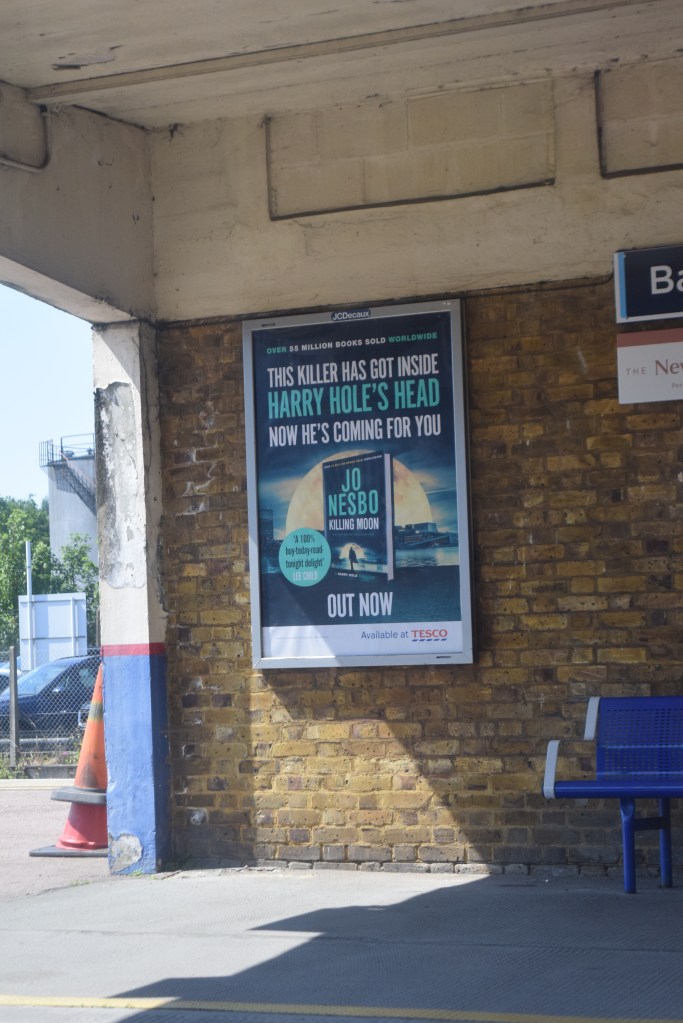 JCDecaux
OVER 55 MILLION BOOKS SOLD WORLDWIDE
THIS KILLER HAS GOT INSIDE
HARRY HOLE'S HEAD
NOW HE'S COMING FOR YOU
JO
NESBO
KILLING MOON
'A 100%
buy-today-read-
tonight delight'
LEE CHILD
HARRY HOLE
OUT NOW
Available at TESCO
Ba
THE New